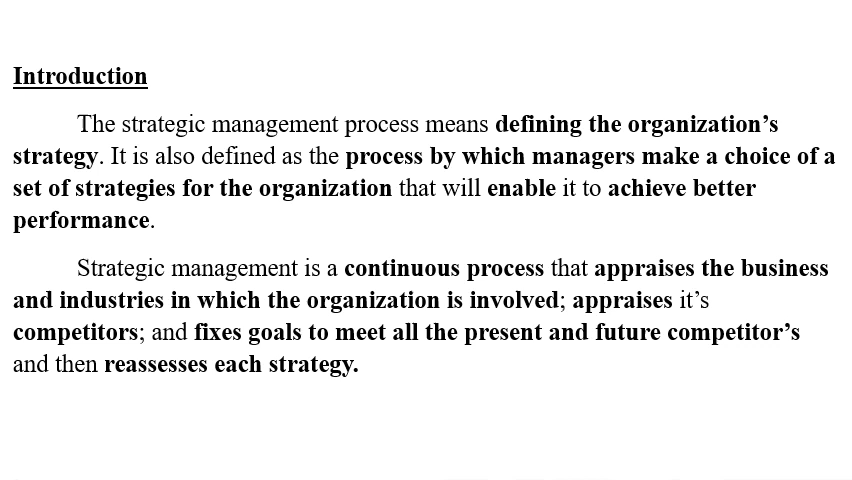 Introduction
The strategic management process means defining the organization’s
strategy. It is also defined as the process by which managers make a choice of a
set of strategies for the organization that will enable it to achieve better
performance.
Strategic management is a continuous process that appraises the business
and industries in which the organization is involved; appraises it’s
competitors; and fixes goals to meet all the present and future competitor’s
and then reassesses each strategy.